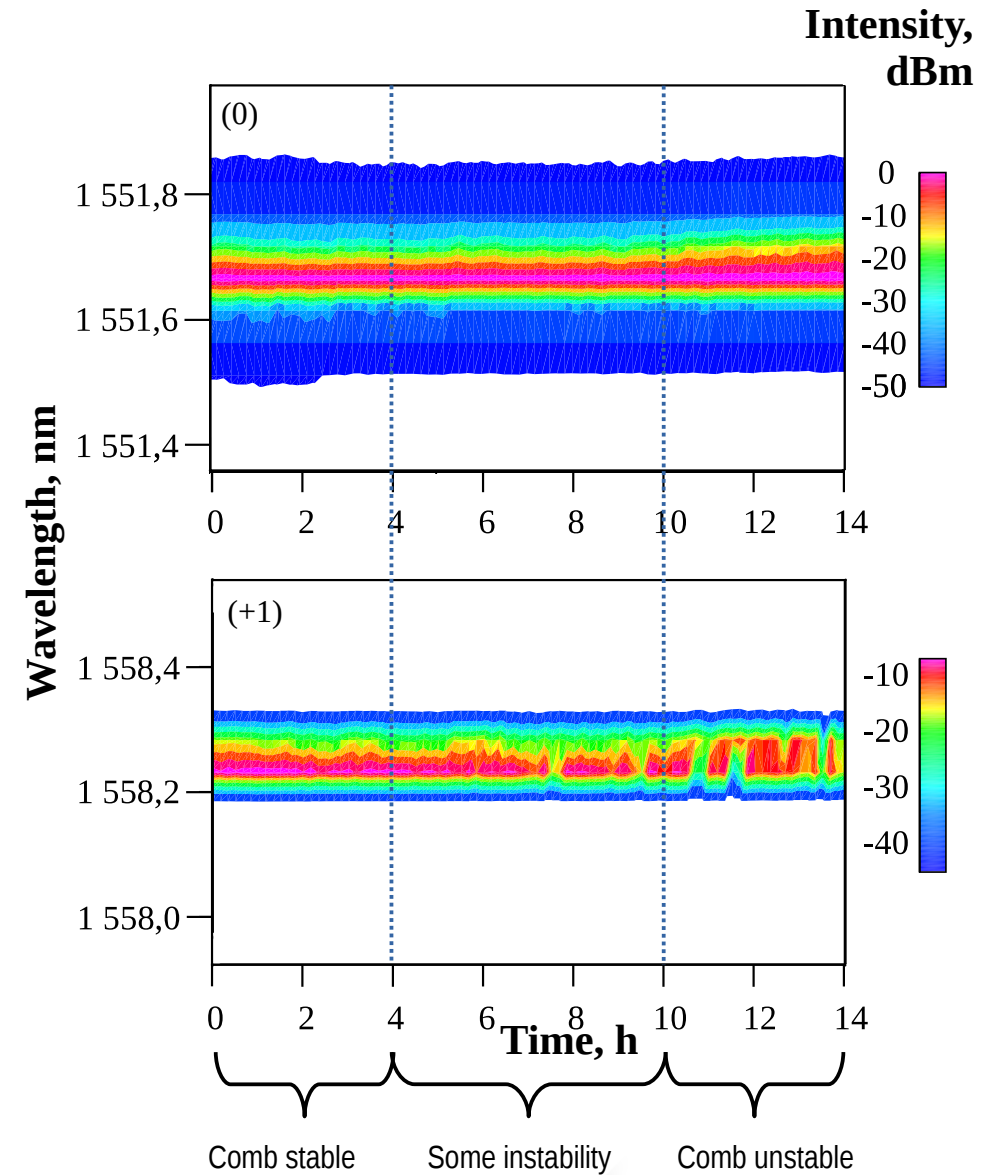 Intensity,
dBm
(0)
1 551,8
1 551,6
1 551,4
0
-10
-20
-30
-40
-50
0 2 4 6 8 10 12 14
Wavelength, nm
(+1)
1 558,4
1 558,2
1 558,0
-10
-20
-30
-40
0 2 4 6 8 10 12 14
Time, h
Comb stable Some instability Comb unstable